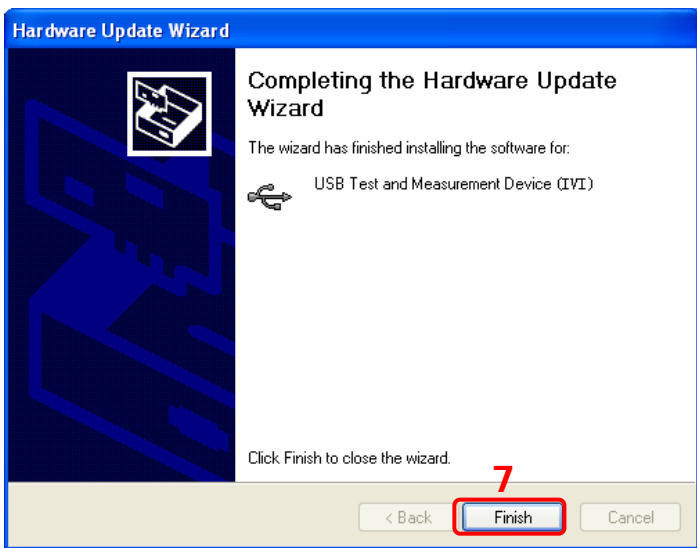 Hardware Update Wizard
Completing the Hardware Update
Wizard
The wizard has finished installing the software for:
USB Test and Measurement Device (IVI)
Click Finish to close the wizard.
7
< Back
Finish
Cancel